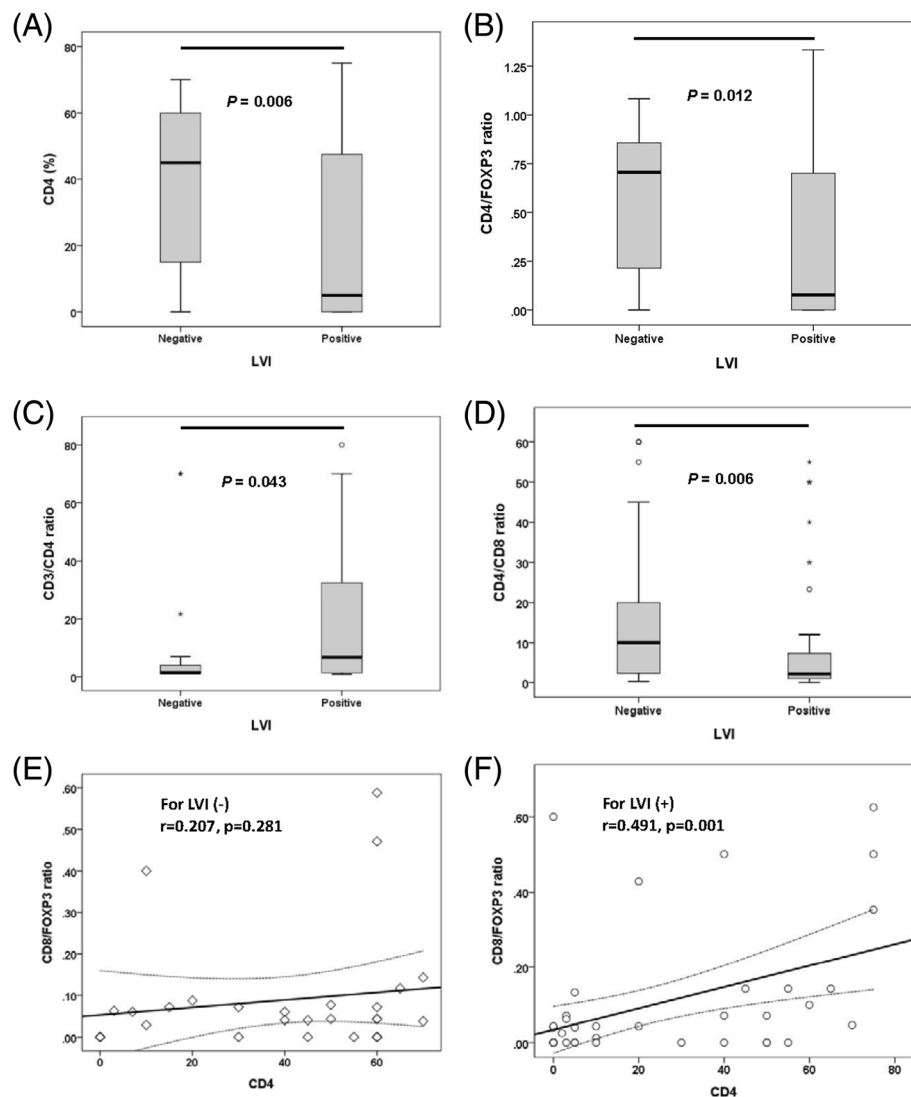 (A)
P = 0.006
CD4 (%)
80
60
40
20
0
Negative
Positive
LVI
(B)
P = 0.012
CD4/FOXP3 ratio
1.25
1.00
.75
.50
.25
.00
Negative
Positive
LVI
(C)
P = 0.043
CD3/CD4 ratio
80
60
40
20
0
Negative
Positive
LVI
(D)
P = 0.006
CD4/CD8 ratio
60
50
40
30
20
10
0
Negative
Positive
LVI
(E)
For LVI (-)
r=0.207, p=0.281
CD8/FOXP3 ratio
.60
.50
.40
.30
.20
.10
.00
0
20
40
60
CD4
(F)
For LVI (+)
r=0.491, p=0.001
CD8/FOXP3 ratio
.60
.40
.20
.00
0
20
40
60
80
CD4